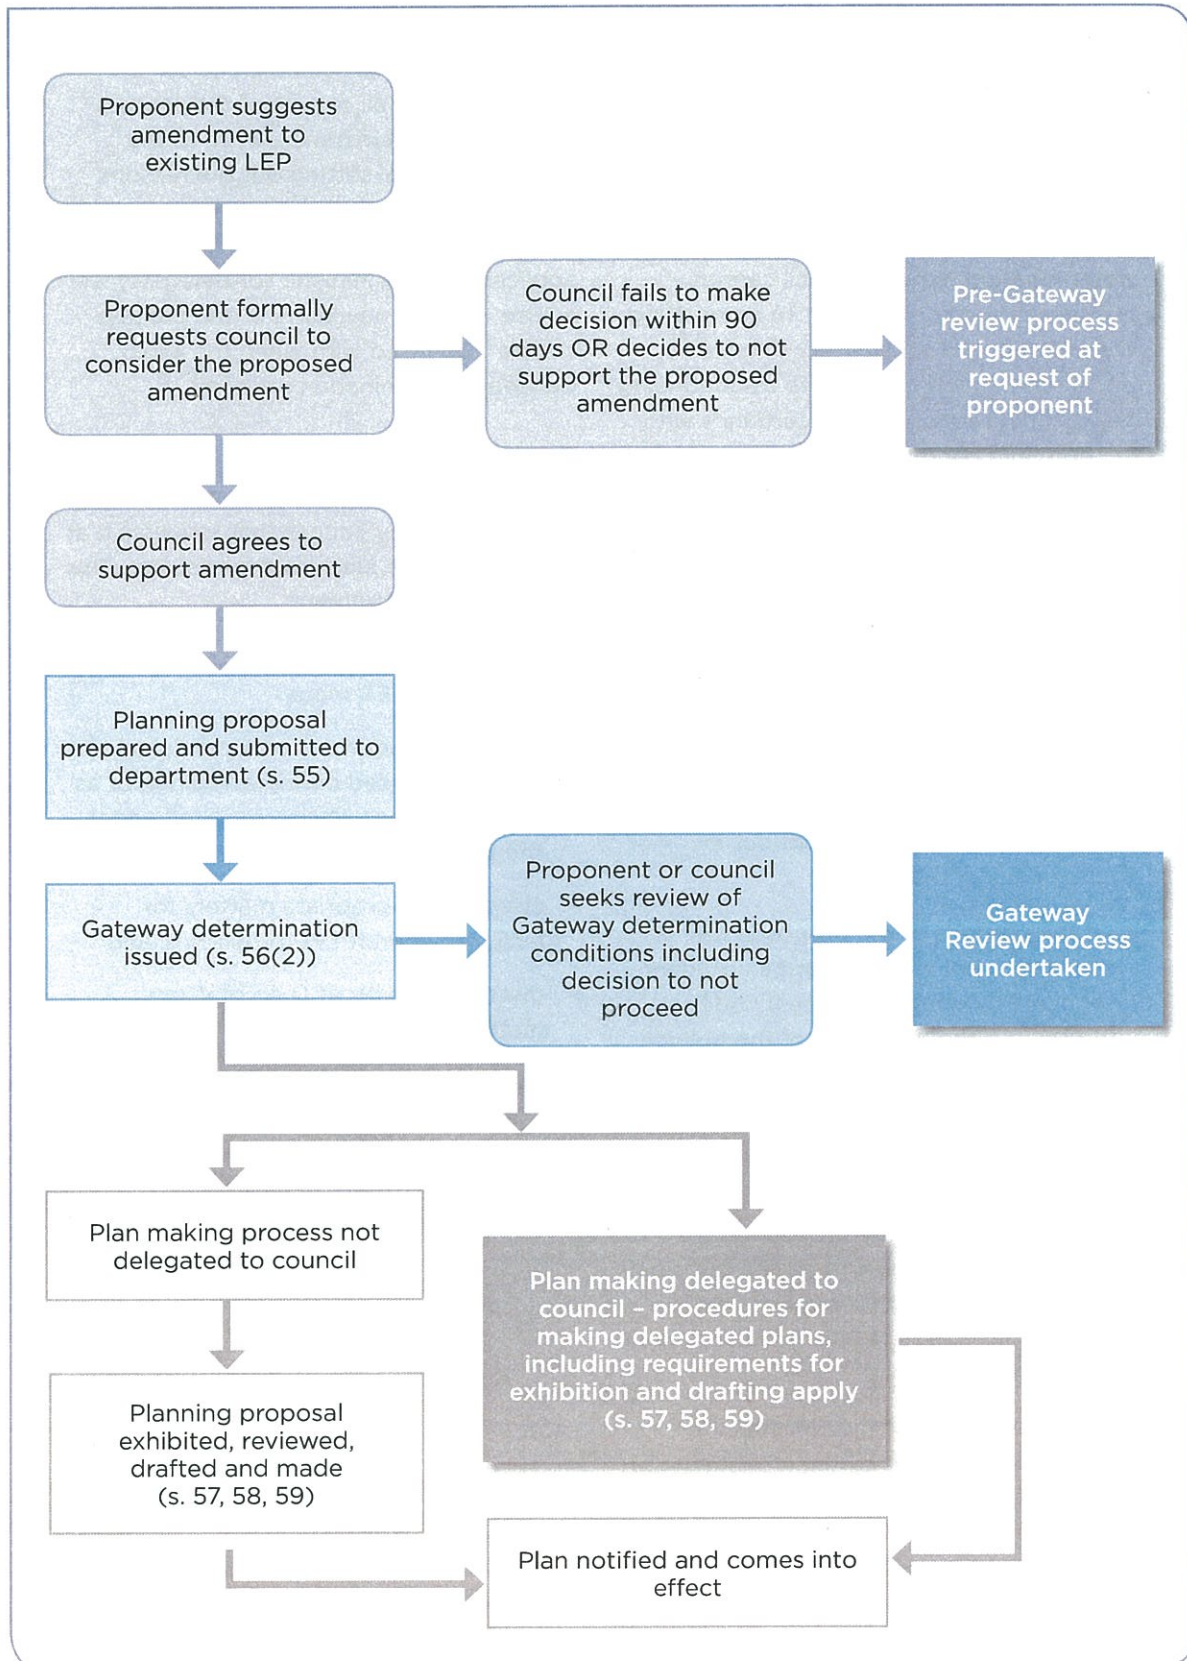 Proponent suggests
amendment to
existing LEP
Proponent formally
requests council to
consider the proposed
amendment
Council fails to make
decision within 90
days OR decides to not
support the proposed
amendment
Pre-Gateway
review process
triggered at
request of
proponent
Council agrees to
support amendment
Planning proposal
prepared and submitted to
department (s. 55)
Gateway determination
issued (s. 56(2))
Proponent or council
seeks review of
Gateway determination
conditions including
decision to not
proceed
Gateway
Review process
undertaken
Plan making process not
delegated to council
Plan making delegated to
council – procedures for
making delegated plans,
including requirements for
exhibition and drafting apply
(s. 57, 58, 59)
Planning proposal
exhibited, reviewed,
drafted and made
(s. 57, 58, 59)
Plan notified and comes into
effect